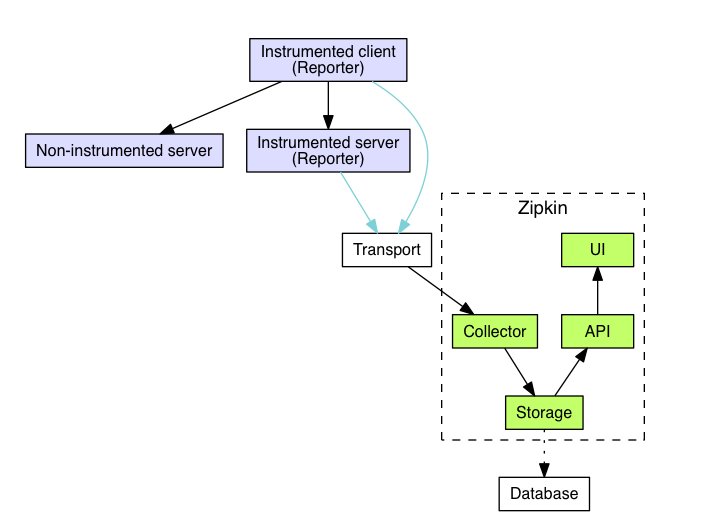 Instrumented client
(Reporter)
Non-instrumented server
Instrumented server
(Reporter)
Zipkin
Transport
UI
Collector
API
Storage
Database